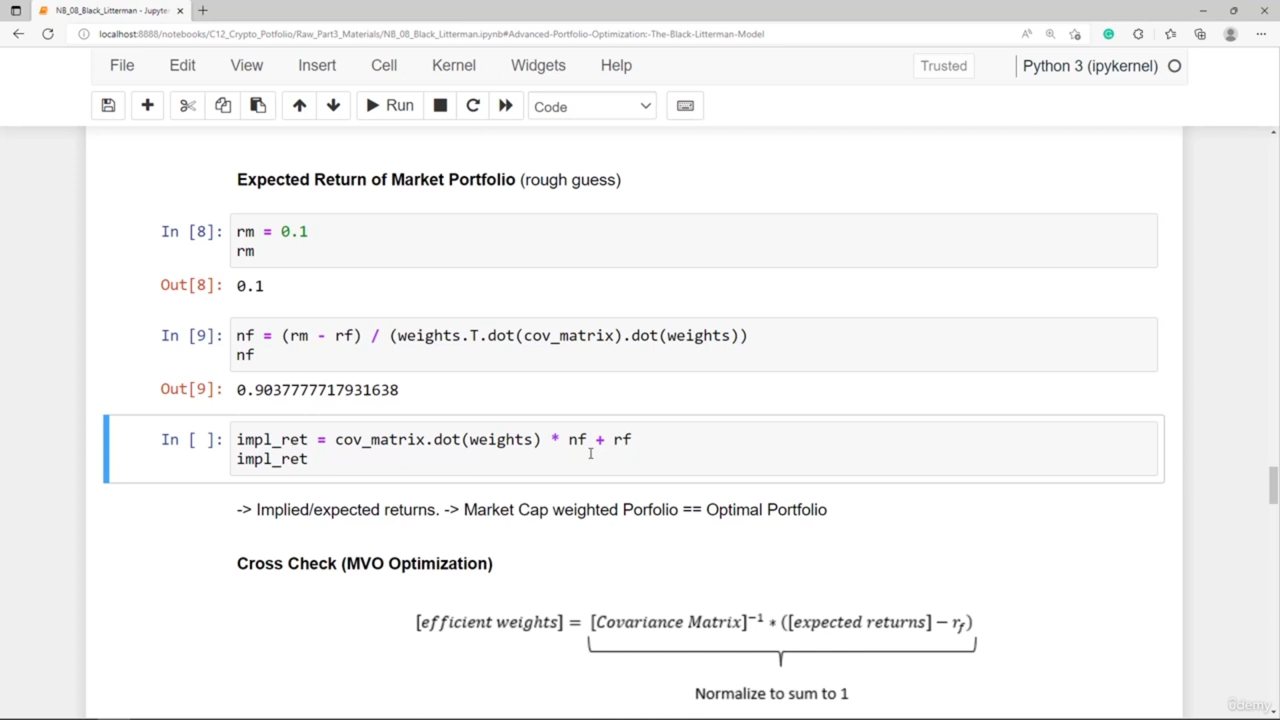 NB_08_Black_Litterman - Jupyter
localhost:8888/notebooks/C12_Crypto_Potfolio/Raw_Part3_Materials/NB_08_Black_Litterman.ipynb#Advanced-Portfolio-Optimization:-The-Black-Litterman-Model
File Edit View Insert Cell Kernel Widgets Help Trusted Python 3 (ipykernel)
Run Code
Expected Return of Market Portfolio (rough guess)
In [8]: rm = 0.1
rm
Out[8]: 0.1
In [9]: nf = (rm - rf) / (weights.T.dot(cov_matrix).dot(weights))
nf
Out[9]: 0.9037777717931638
In [ ]: impl_ret = cov_matrix.dot(weights) * nf + rf
impl_ret
-> Implied/expected returns. -> Market Cap weighted Porfolio == Optimal Portfolio
Cross Check (MVO Optimization)
[efficient weights] = [Covariance Matrix]⁻¹ * ([expected returns] − r_f)
Normalize to sum to 1
ûdemy